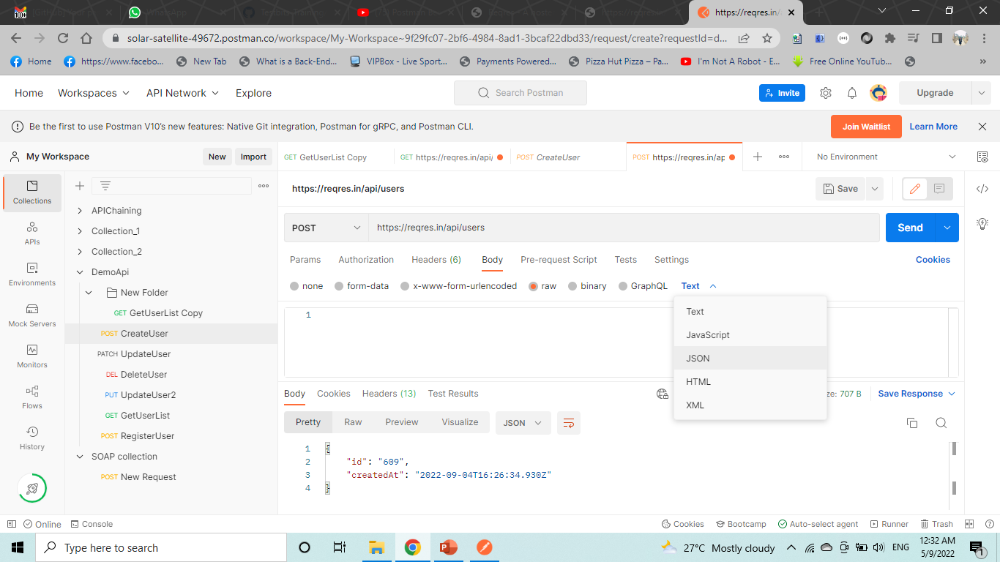 100+
https://reqres.in/
solar-satellite-49672.postman.co/workspace/My-Workspace~9f29fc07-2bf6-4984-8ad1-3bcaf22dbd33/request/create?requestId=d...
Home https://www.facebo... New Tab What is a Back-End... VIPBox - Live Sport... Payments Powered... Pizza Hut Pizza – Pa... I'm Not A Robot - E... Free Online YouTub... »
Home Workspaces API Network Explore Search Postman Invite Upgrade
Be the first to use Postman V10's new features: Native Git integration, Postman for gRPC, and Postman CLI. Join Waitlist Learn More
My Workspace New Import GET GetUserList Copy GET https://reqres.in/api/ POST CreateUser POST https://reqres.in/ap No Environment
Collections
APIs
Environments
Mock Servers
Monitors
Flows
History
APIChaining
Collection_1
Collection_2
DemoApi
New Folder
GET GetUserList Copy
POST CreateUser
PATCH UpdateUser
DEL DeleteUser
PUT UpdateUser2
GET GetUserList
POST RegisterUser
SOAP collection
POST New Request
https://reqres.in/api/users Save
POST https://reqres.in/api/users Send
Params Authorization Headers (6) Body Pre-request Script Tests Settings Cookies
none form-data x-www-form-urlencoded raw binary GraphQL Text
1
Text
JavaScript
JSON
HTML
XML
Body Cookies Headers (13) Test Results ze: 707 B Save Response
Pretty Raw Preview Visualize JSON
1 {
2 "id": "609",
3 "createdAt": "2022-09-04T16:26:34.930Z"
4 }
Online Console Cookies Bootcamp Auto-select agent Runner Trash
Type here to search 27°C Mostly cloudy ENG 12:32 AM
5/9/2022 1